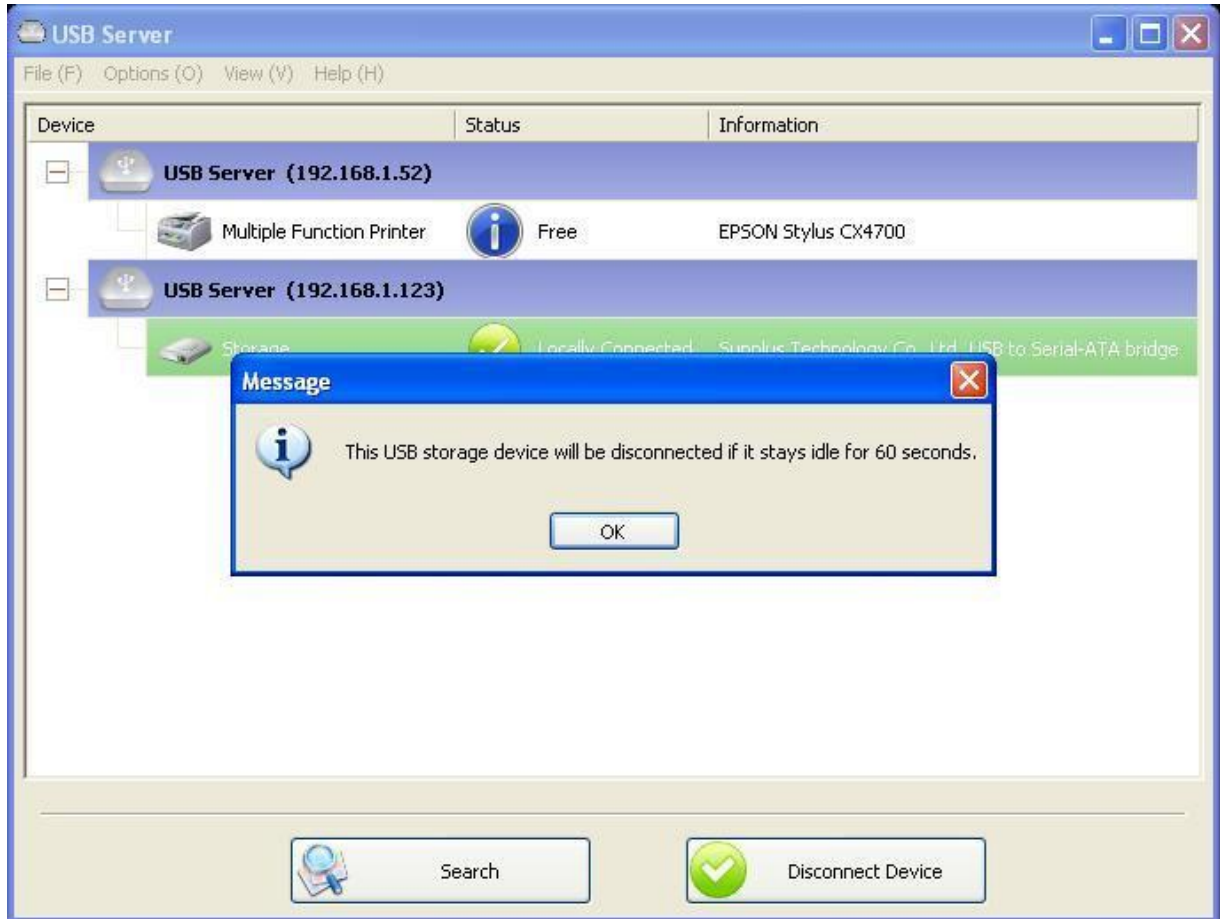 USB Server
File (F) Options (O) View (V) Help (H)
Device Status Information
USB Server (192.168.1.52)
Multiple Function Printer Free EPSON Stylus CX4700
USB Server (192.168.1.123)
Storage Locally Connected Sunplus Technology Co., Ltd. USB to Serial-ATA bridge
Message
This USB storage device will be disconnected if it stays idle for 60 seconds.
OK
Search Disconnect Device